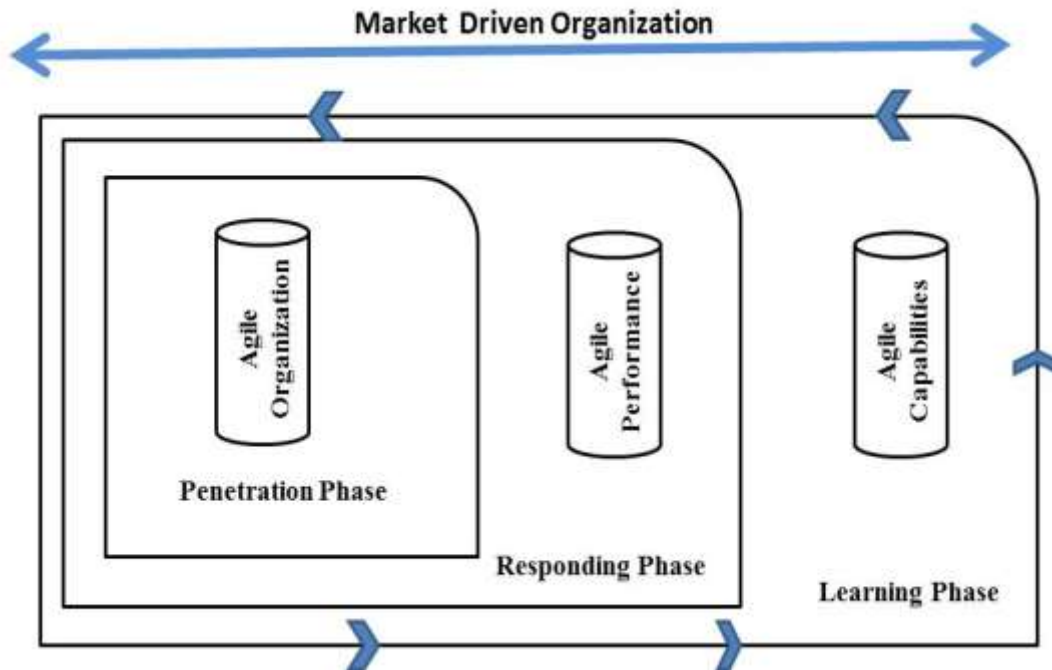 Market Driven Organization
Agile
Organization
Penetration Phase
Agile
Performance
Responding Phase
Agile
Capabilities
Learning Phase